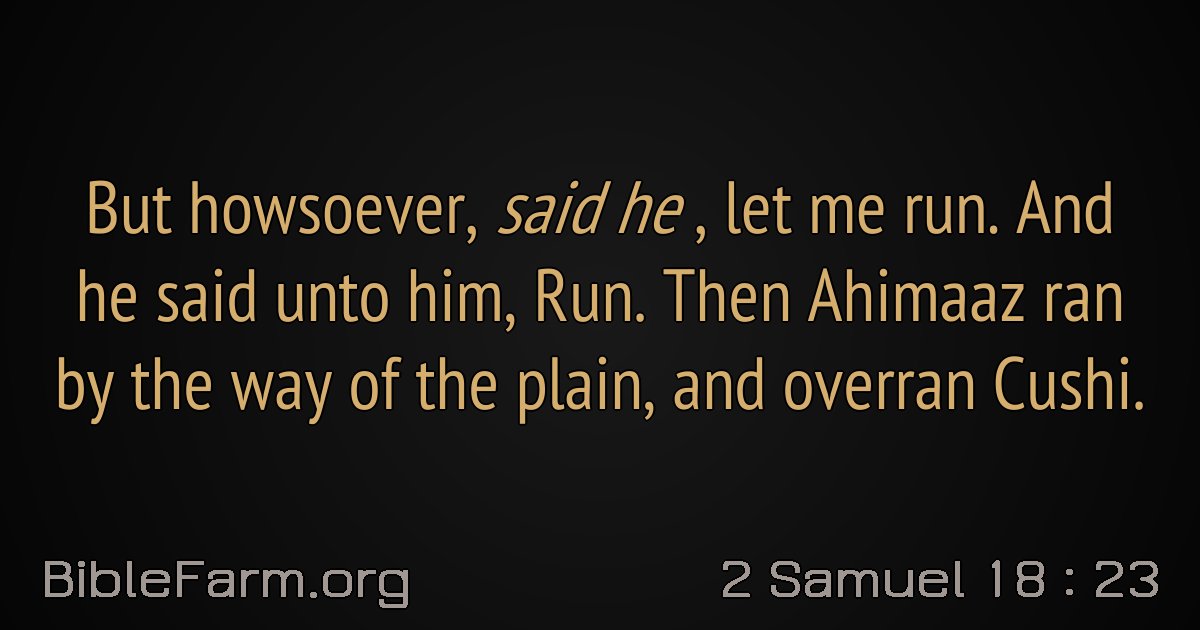 But howsoever, said he , let me run. And
he said unto him, Run. Then Ahimaaz ran
by the way of the plain, and overran Cushi.
BibleFarm.org
2 Samuel 18 : 23